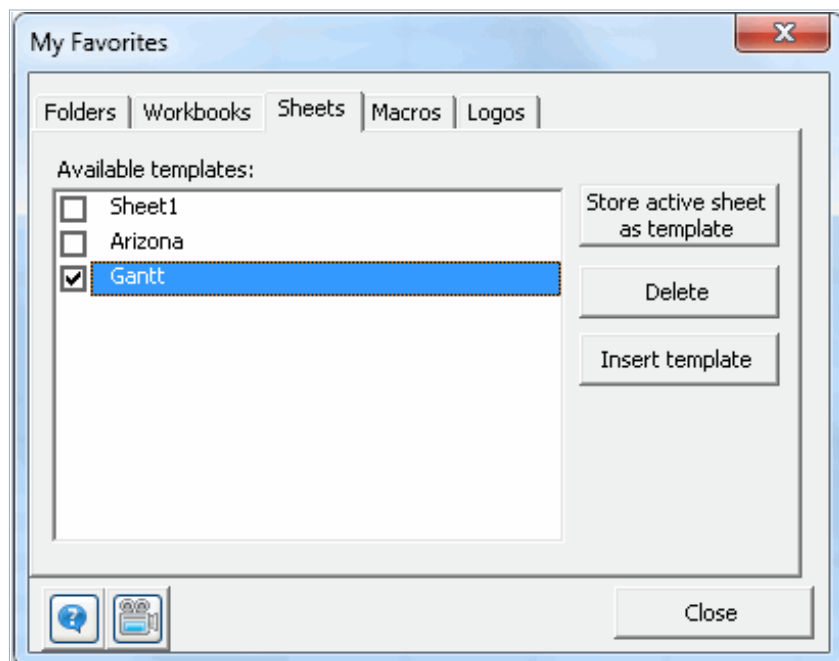 My Favorites
Folders Workbooks Sheets Macros Logos
Available templates:
Sheet1
Arizona
Gantt
Store active sheet
as template
Delete
Insert template
Close